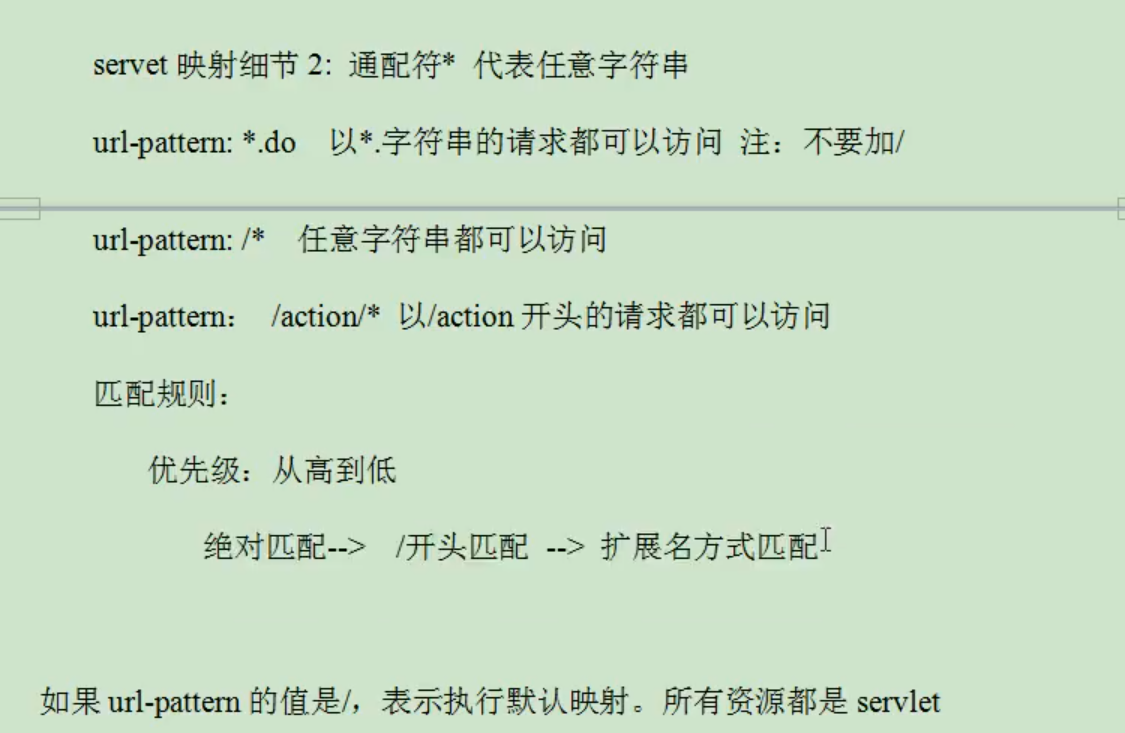 servet 映射细节 2: 通配符* 代表任意字符串
url-pattern: *.do 以*.字符串的请求都可以访问 注：不要加/
url-pattern: /* 任意字符串都可以访问
url-pattern： /action/* 以/action 开头的请求都可以访问
匹配规则：
优先级：从高到低
绝对匹配--> /开头匹配 --> 扩展名方式匹配
如果 url-pattern 的值是/，表示执行默认映射。所有资源都是 servlet